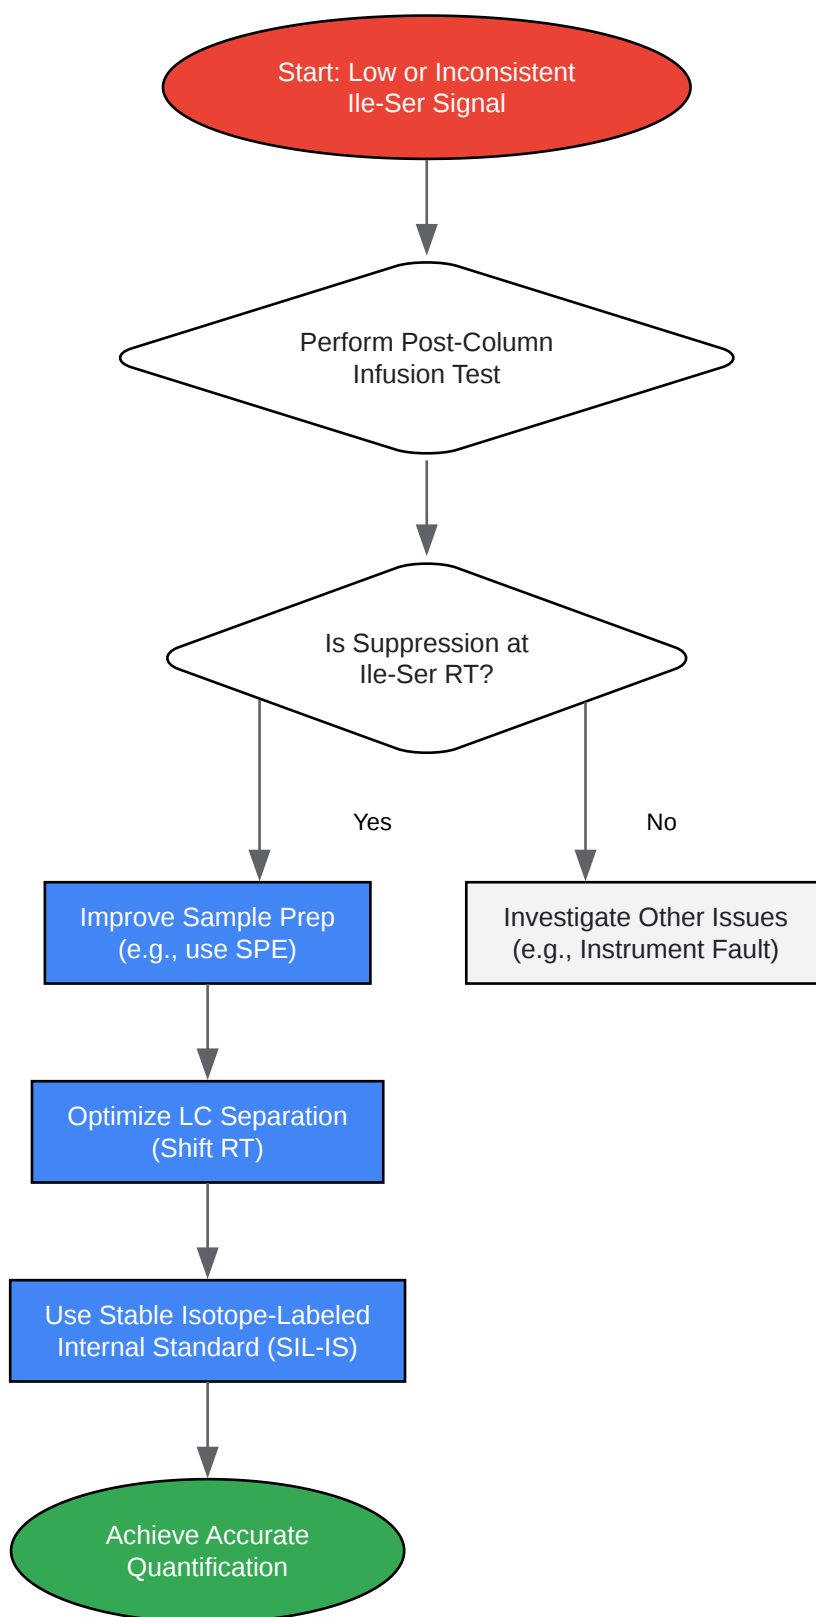 Start: Low or Inconsistent
Ile-Ser Signal
Perform Post-Column
Infusion Test
Is Suppression at
Ile-Ser RT?
Yes
No
Improve Sample Prep
(e.g., use SPE)
Investigate Other Issues
(e.g., Instrument Fault)
Optimize LC Separation
(Shift RT)
Use Stable Isotope-Labeled
Internal Standard (SIL-IS)
Achieve Accurate
Quantification